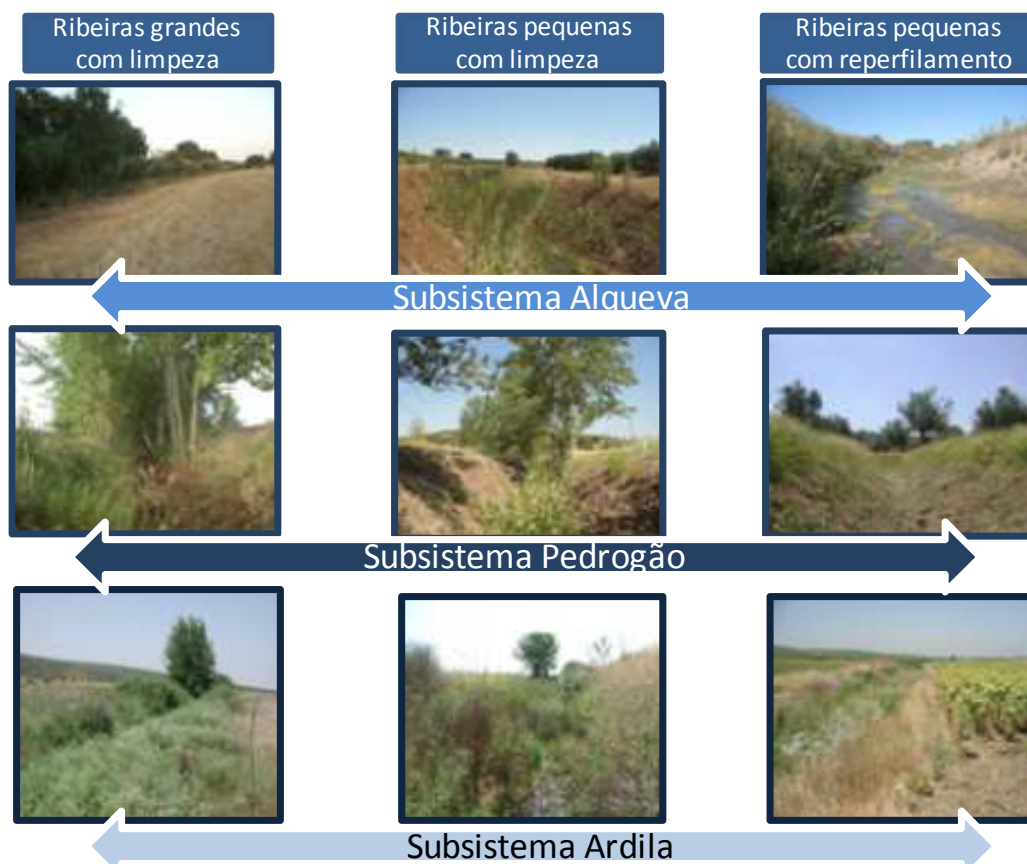 Ribeiras grandes
com limpeza
Ribeiras pequenas
com limpeza
Ribeiras pequenas
com reperfilamento
Subsistema Alqueva
Subsistema Pedrogão
Subsistema Ardila